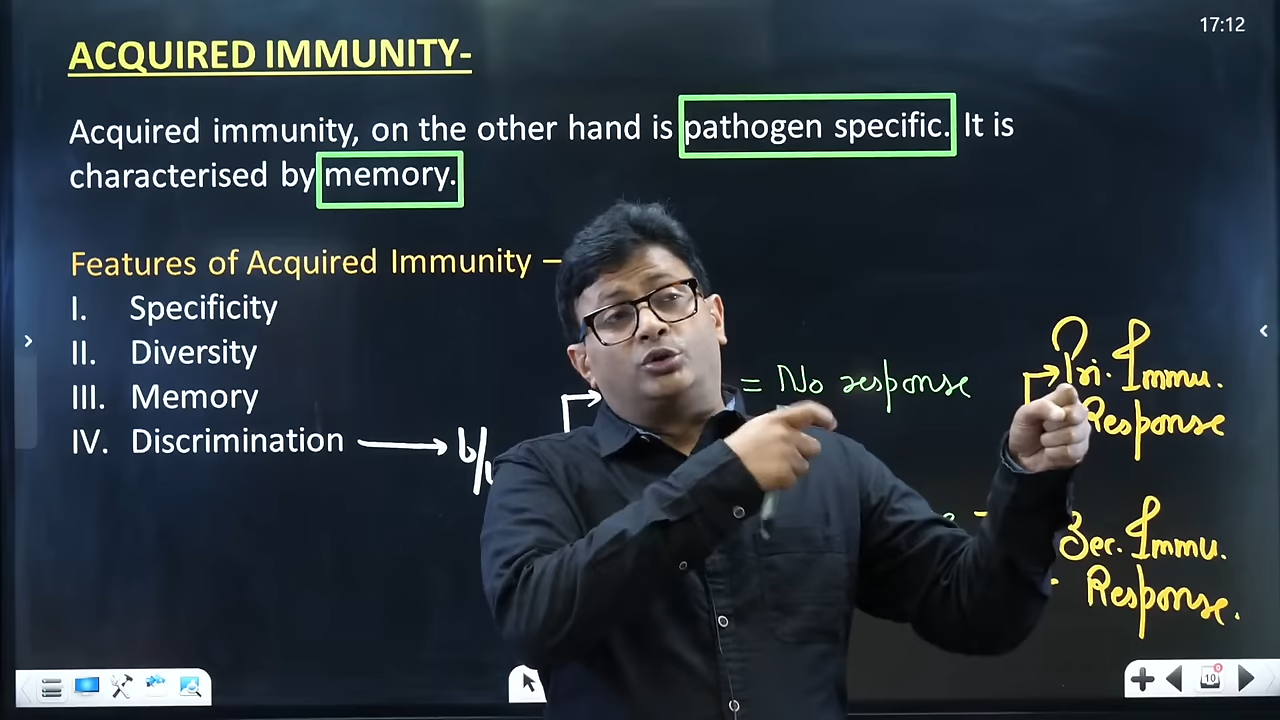 17:12
ACQUIRED IMMUNITY-
Acquired immunity, on the other hand is pathogen specific. It is
characterised by memory.
Features of Acquired Immunity –
I. Specificity
II. Diversity
III. Memory
IV. Discrimination → b/
= No response
Pri. Immu.
Response
Sec. Immu.
Response.
10